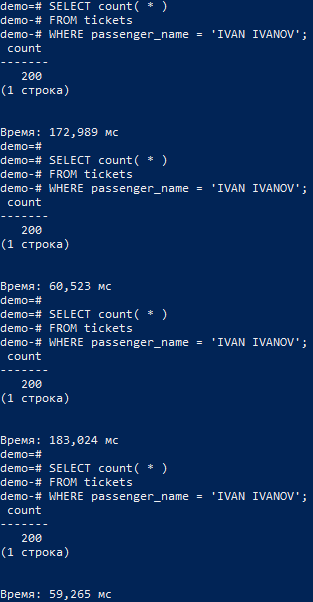 demo=# SELECT count( * )
demo-# FROM tickets
demo-# WHERE passenger_name = 'IVAN IVANOV';
count
-------
200
(1 строка)
Время: 172,989 мс
demo=#
demo=# SELECT count( * )
demo-# FROM tickets
demo-# WHERE passenger_name = 'IVAN IVANOV';
count
-------
200
(1 строка)
Время: 60,523 мс
demo=#
demo=# SELECT count( * )
demo-# FROM tickets
demo-# WHERE passenger_name = 'IVAN IVANOV';
count
-------
200
(1 строка)
Время: 183,024 мс
demo=#
demo=# SELECT count( * )
demo-# FROM tickets
demo-# WHERE passenger_name = 'IVAN IVANOV';
count
-------
200
(1 строка)
Время: 59,265 мс